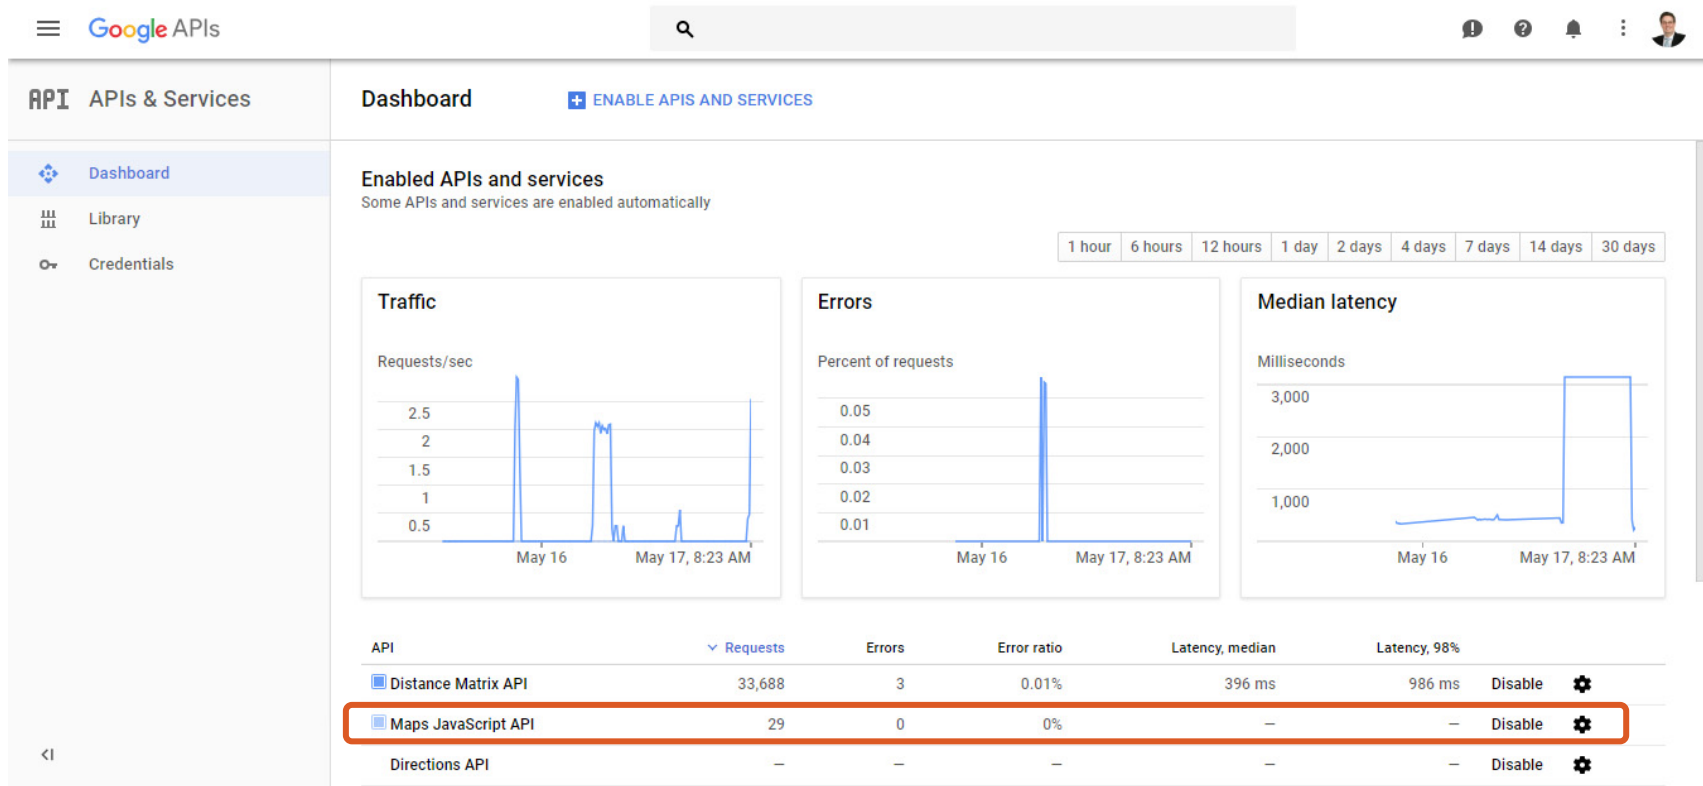 Google APIs
API APIs & Services
Dashboard
ENABLE APIS AND SERVICES
Dashboard
Library
Credentials
Enabled APIs and services
Some APIs and services are enabled automatically
1 hour 6 hours 12 hours 1 day 2 days 4 days 7 days 14 days 30 days
Traffic
Requests/sec
2.5
2
1.5
1
0.5
May 16 May 17, 8:23 AM
Errors
Percent of requests
0.05
0.04
0.03
0.02
0.01
May 16 May 17, 8:23 AM
Median latency
Milliseconds
3,000
2,000
1,000
May 16 May 17, 8:23 AM
API Requests Errors Error ratio Latency, median Latency, 98%
Distance Matrix API 33,688 3 0.01% 396 ms 986 ms Disable
Maps JavaScript API 29 0 0% – – Disable
Directions API – – – – – Disable